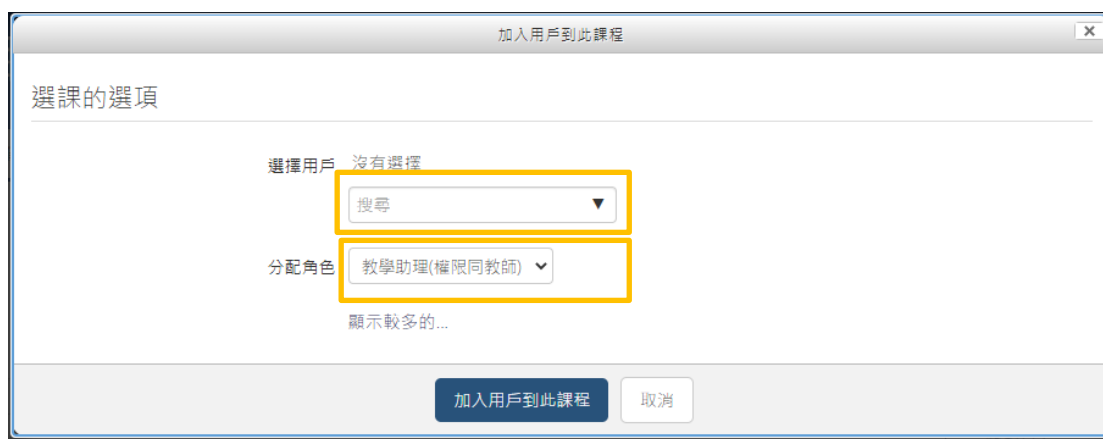 加入用戶到此課程
選課的選項
選擇用戶 沒有選擇
搜尋
分配角色 教學助理(權限同教師)
顯示較多的...
加入用戶到此課程 取消